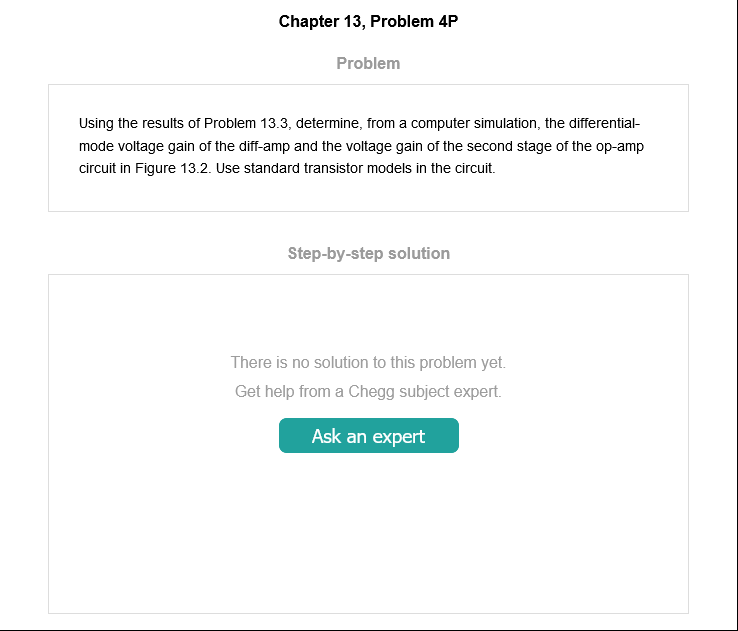 Chapter 13, Problem 4P
Problem
Using the results of Problem 13.3, determine, from a computer simulation, the differential-
mode voltage gain of the diff-amp and the voltage gain of the second stage of the op-amp
circuit in Figure 13.2. Use standard transistor models in the circuit.
Step-by-step solution
There is no solution to this problem yet.
Get help from a Chegg subject expert.
Ask an expert